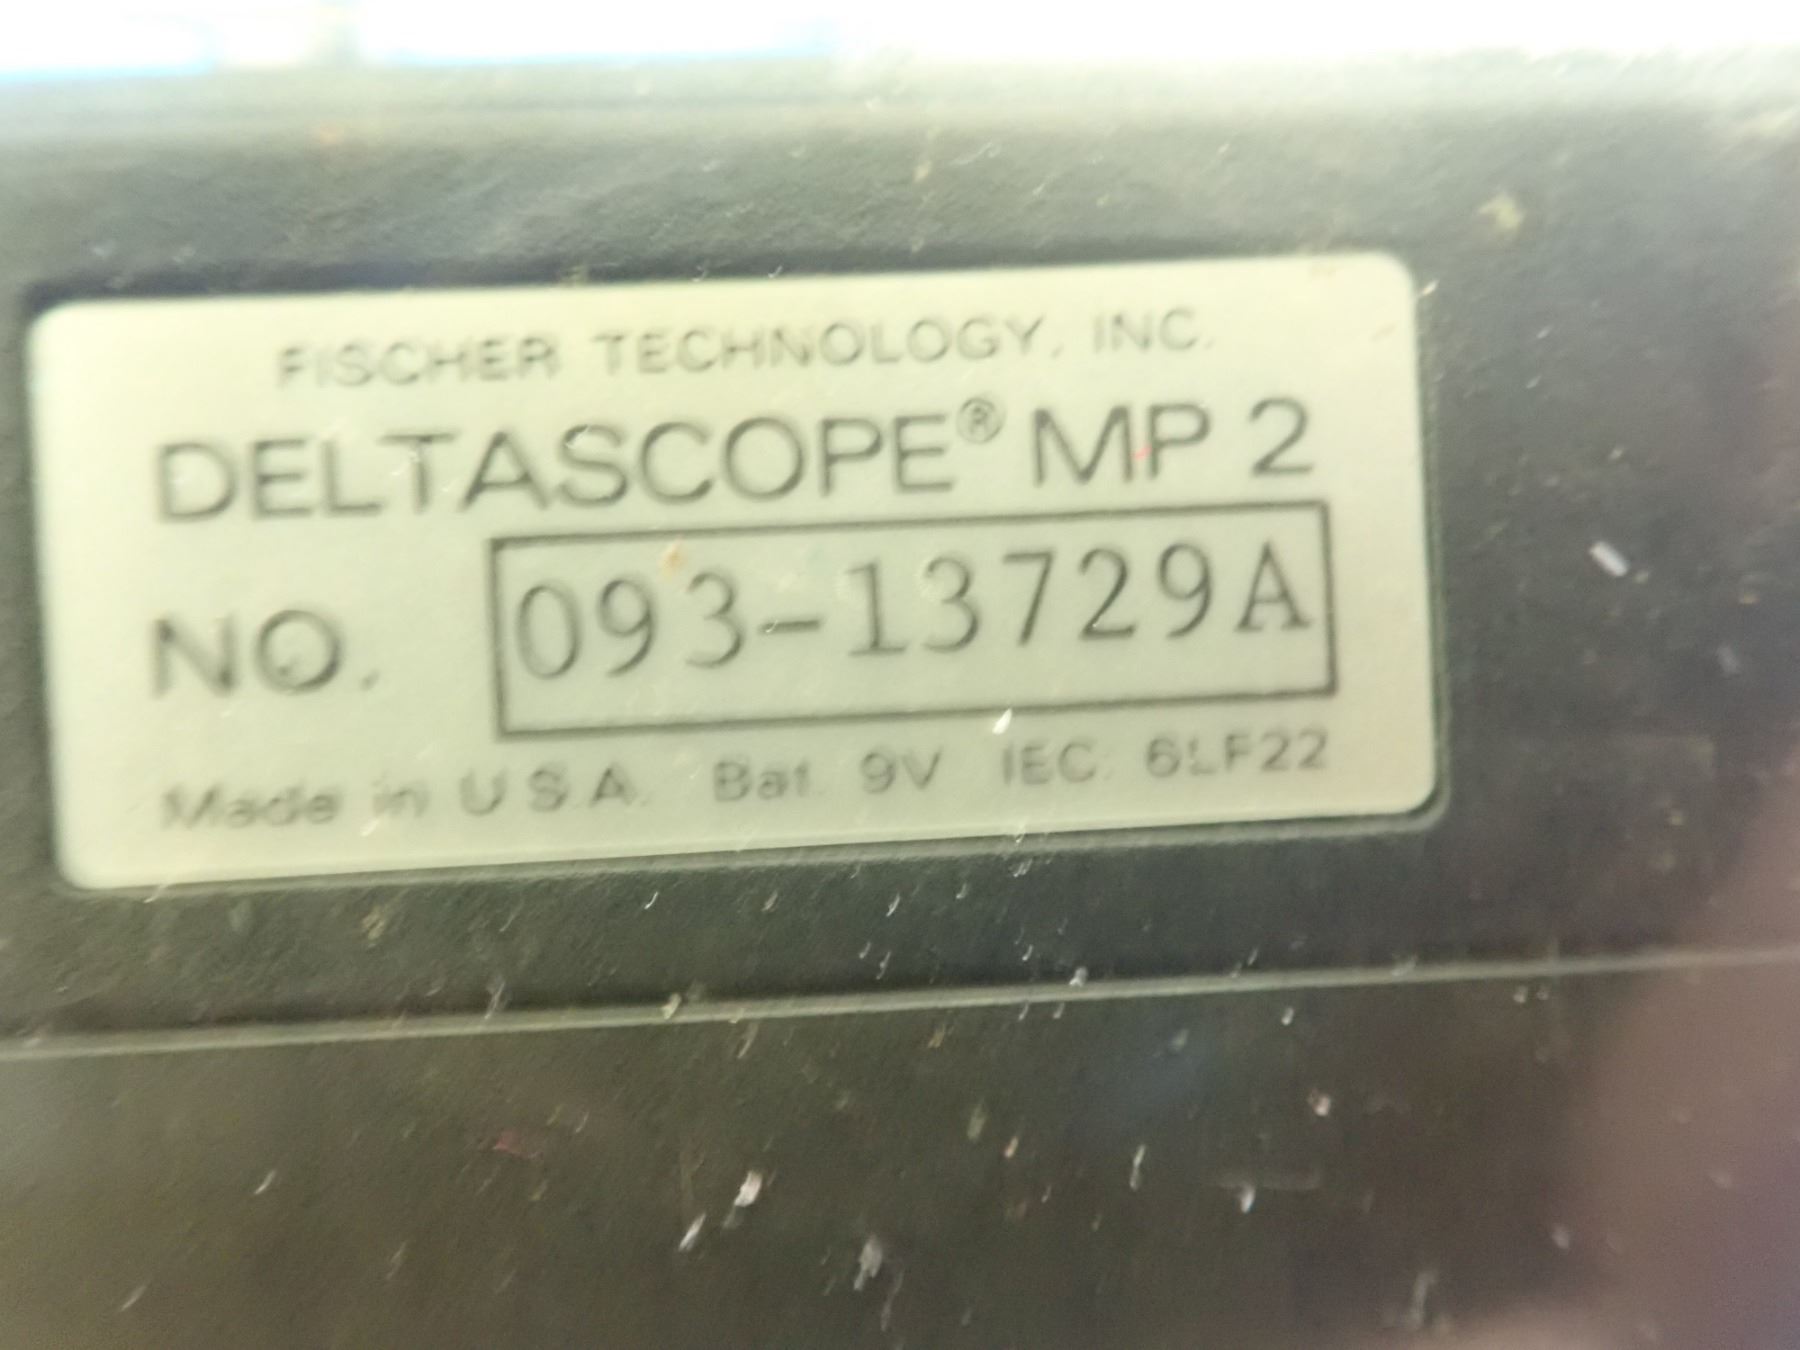 FISCHER TECHNOLOGY, INC.
DELTASCOPE® MP 2
NO. 093-13729A
Made in U.S.A. Bat. 9V IEC: 6LF22